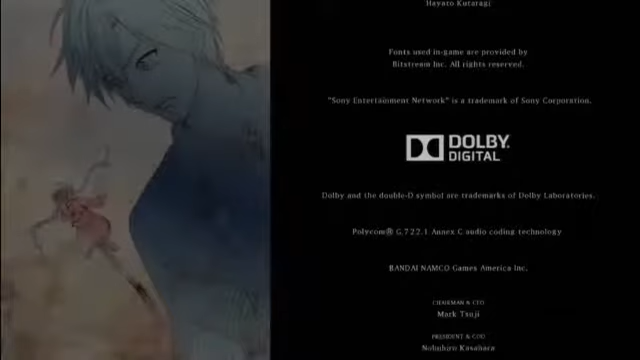 Hayato Kutaragi
Fonts used in-game are provided by
Bitstream Inc. All rights reserved.
"Sony Entertainment Network" is a trademark of Sony Corporation.
DOLBY
DIGITAL
Dolby and the double-D symbol are trademarks of Dolby Laboratories.
Polycom® G.722.1 Annex C audio coding technology
BANDAI NAMCO Games America Inc.
CHAIRMAN & CEO
Mark Tsuji
PRESIDENT & COO
Nobuhiro Kasahara